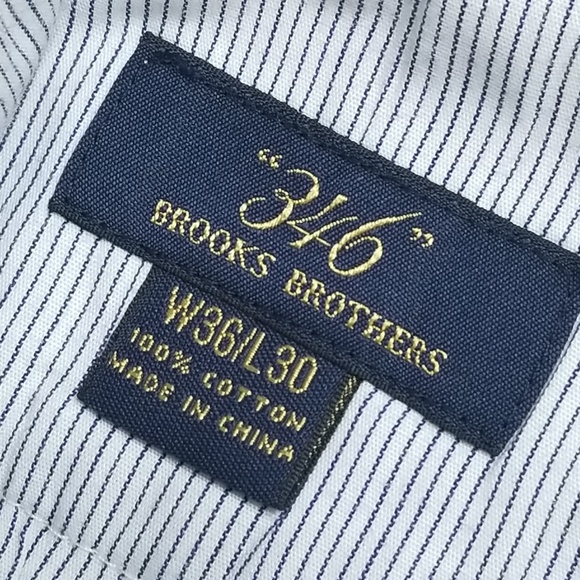 “346”
BROOKS BROTHERS
W36/L30
100% COTTON
MADE IN CHINA